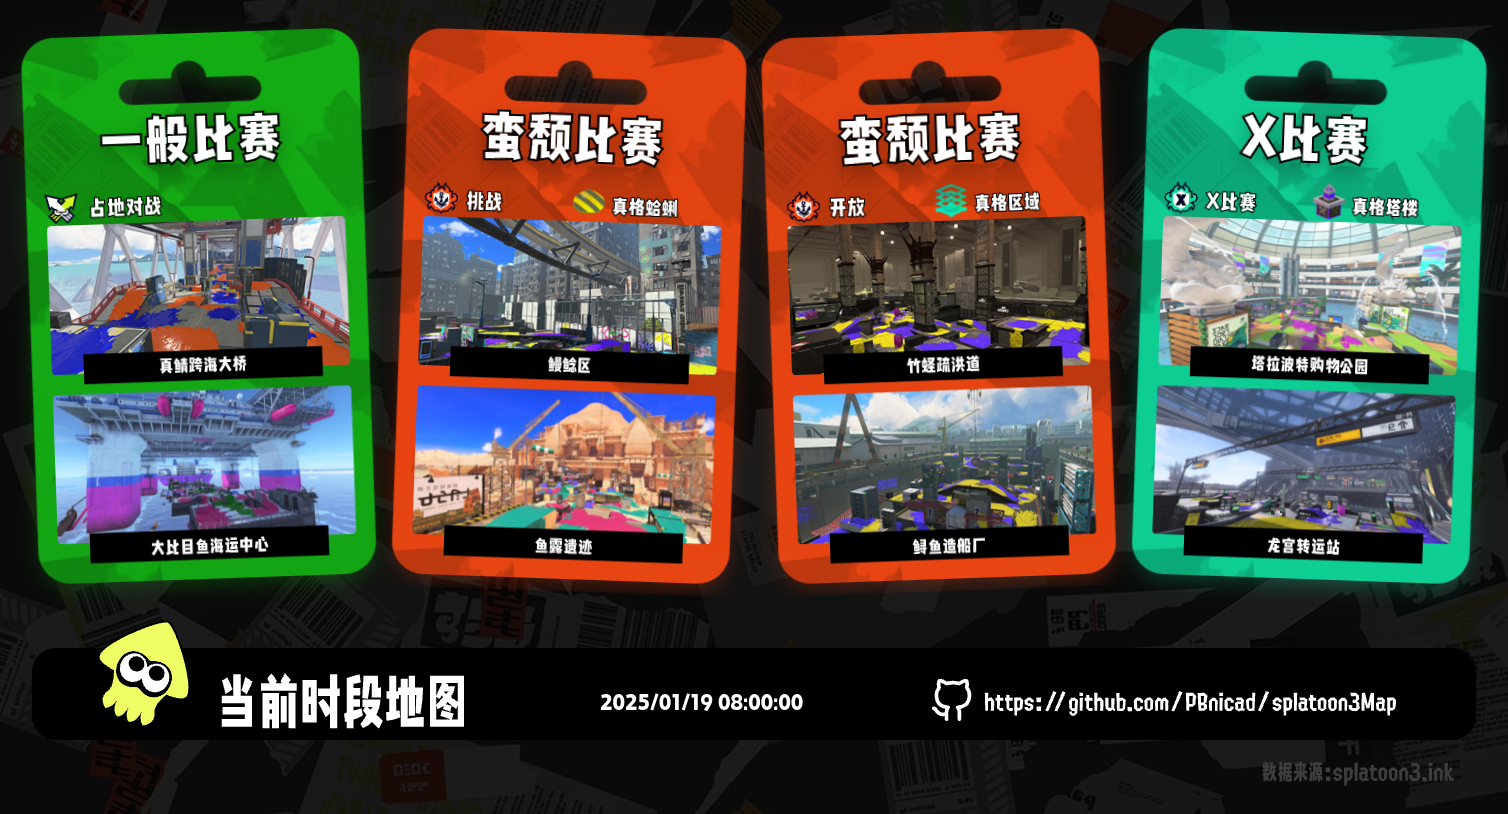 一般比赛
占地对战
真鲭跨海大桥
大比目鱼海运中心
蛮颓比赛
挑战
真格蛤蜊
鳗鲶区
鱼露遗迹
蛮颓比赛
开放
真格区域
竹蛏疏洪道
鲟鱼造船厂
X比赛
X比赛
真格塔楼
塔拉波特购物公园
龙宫转运站
当前时段地图
2025/01/19 08:00:00
https://github.com/PBnicad/splatoon3Map
数据来源:splatoon3.ink